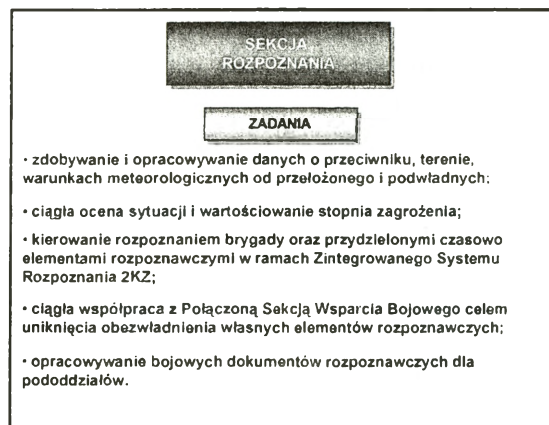 SEKCJA
ROZPOZNANIA
ZADANIA
· zdobywanie i opracowywanie danych o przeciwniku, terenie,
warunkach meteorologicznych od przełożonego i podwładnych;
· ciągła ocena sytuacji i wartościowanie stopnia zagrożenia;
· kierowanie rozpoznaniem brygady oraz przydzielonymi czasowo
elementami rozpoznawczymi w ramach Zintegrowanego Systemu
Rozpoznania 2KZ;
· ciągła współpraca z Połączoną Sekcją Wsparcia Bojowego celem
uniknięcia obezwładnienia własnych elementów rozpoznawczych;
· opracowywanie bojowych dokumentów rozpoznawczych dla
pododdziałów.